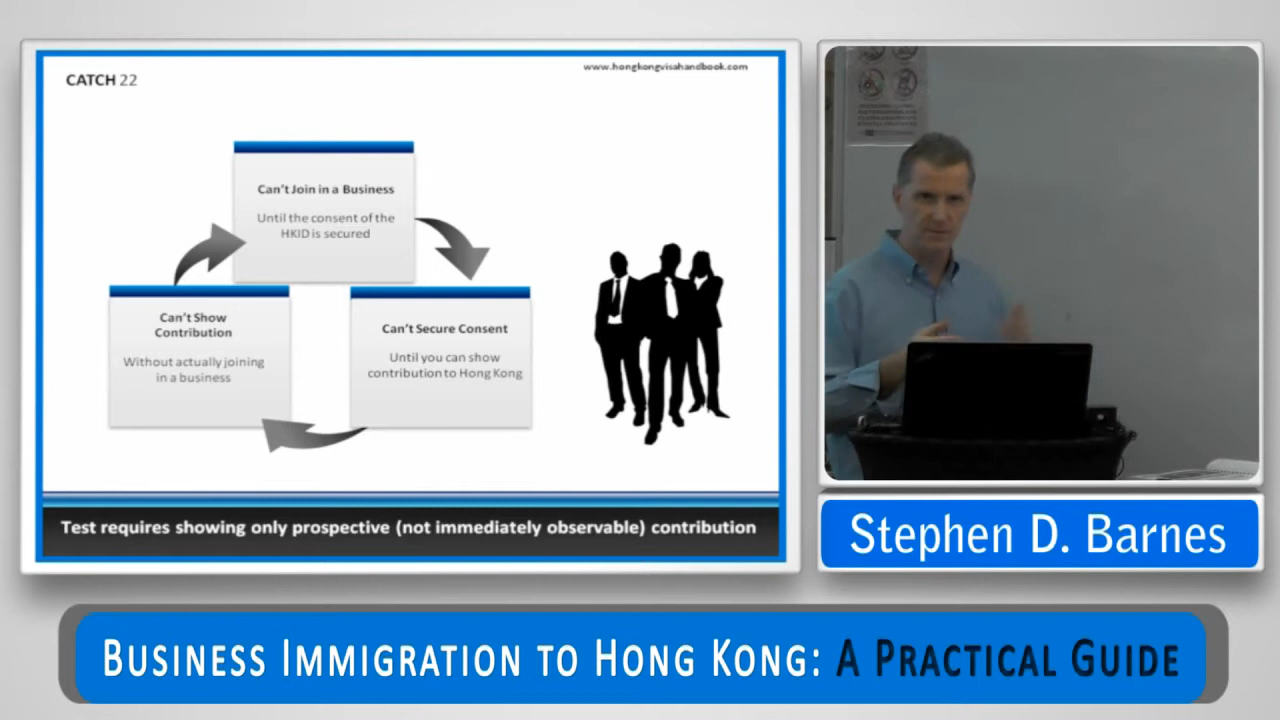 CATCH 22
www.hongkongvisahandbook.com
Can't Join in a Business
Until the consent of the
HKID is secured
Can't Show
Contribution
Without actually joining
in a business
Can't Secure Consent
Until you can show
contribution to Hong Kong
Test requires showing only prospective (not immediately observable) contribution
Stephen D. Barnes
BUSINESS IMMIGRATION TO HONG KONG: A PRACTICAL GUIDE